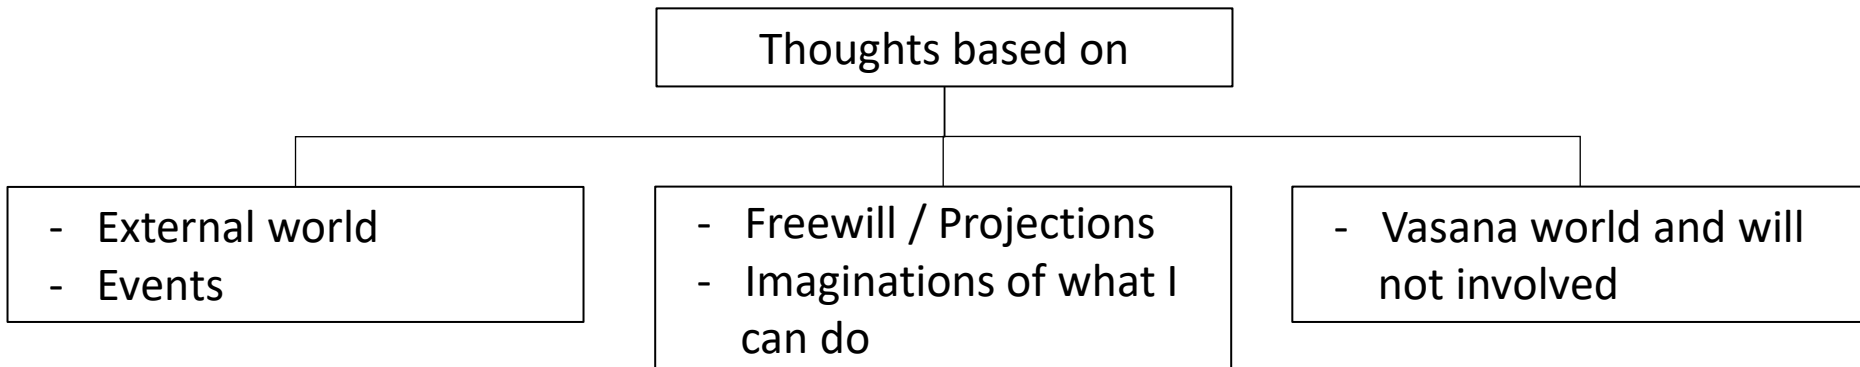 Thoughts based on
- External world
- Events
- Freewill / Projections
- Imaginations of what I
can do
- Vasana world and will
not involved